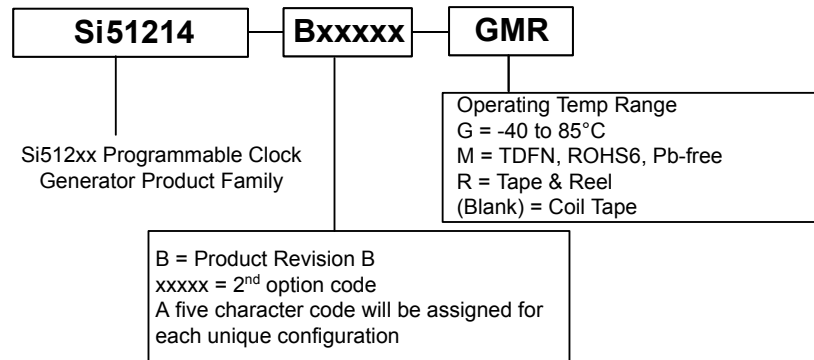 Si51214
Bxxxxx
GMR
Operating Temp Range
G = -40 to 85°C
M = TDFN, ROHS6, Pb-free
R = Tape & Reel
(Blank) = Coil Tape
Si512xx Programmable Clock
Generator Product Family
B = Product Revision B
xxxxx = 2nd option code
A five character code will be assigned for
each unique configuration